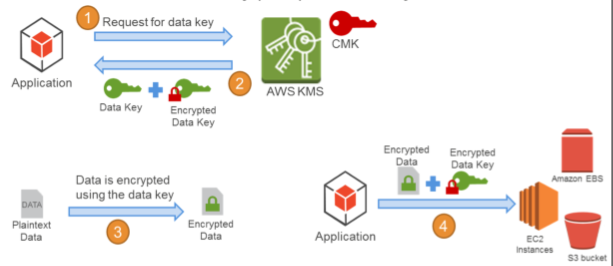 1
Request for data key
CMK
Application
2
AWS KMS
Data Key
Encrypted
Data Key
Data is encrypted
using the data key
DATA
Plaintext
Data
3
Encrypted
Data
Encrypted
Data
Encrypted
Data Key
Application
4
EC2
Instances
Amazon EBS
S3 bucket